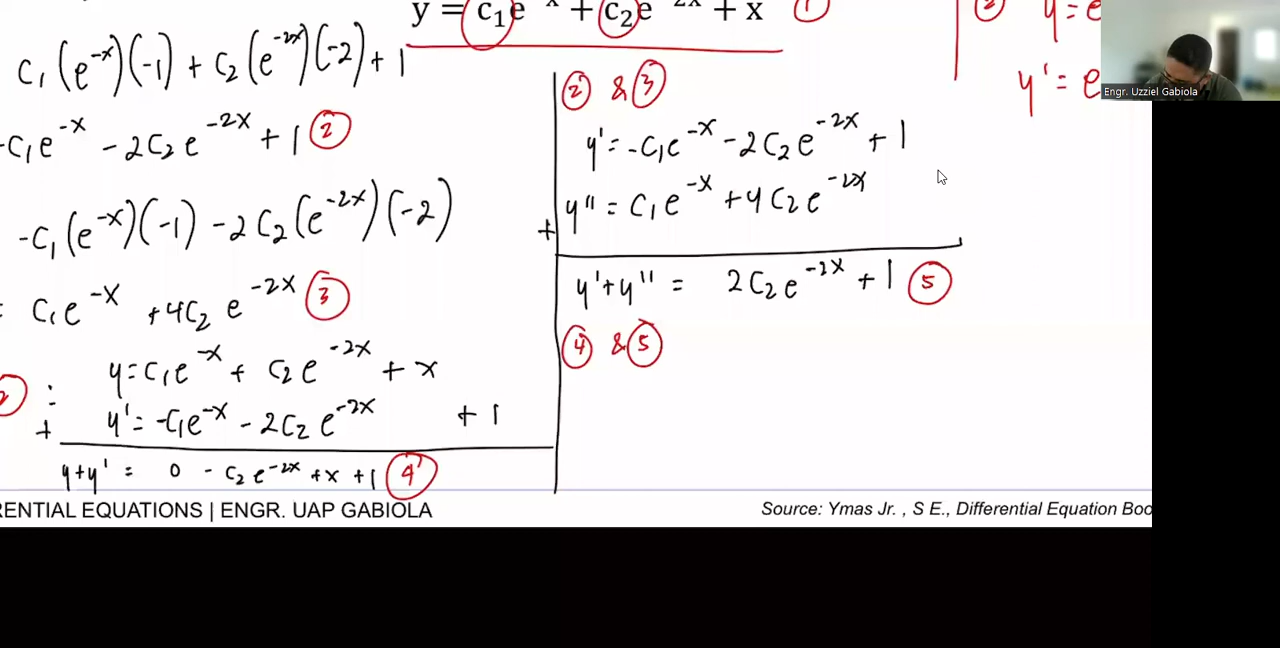 y = c₁e⁻ˣ + c₂e⁻²ˣ + x ①
c₁(e⁻ˣ)(-1) + c₂(e⁻²ˣ)(-2) + 1
-c₁e⁻ˣ - 2c₂e⁻²ˣ + 1 ②
-c₁(e⁻ˣ)(-1) - 2c₂(e⁻²ˣ)(-2)
= c₁e⁻ˣ + 4c₂e⁻²ˣ ③
② : y = c₁e⁻ˣ + c₂e⁻²ˣ + x
+ y' = -c₁e⁻ˣ - 2c₂e⁻²ˣ + 1
y+y' = 0 - c₂e⁻²ˣ + x + 1 ④
② & ③
y' = -c₁e⁻ˣ - 2c₂e⁻²ˣ + 1
+ y'' = c₁e⁻ˣ + 4c₂e⁻²ˣ
y'+y'' = 2c₂e⁻²ˣ + 1 ⑤
④ & ⑤
y = e
y' = e
Engr. Uzziel Gabiola
RENTIAL EQUATIONS | ENGR. UAP GABIOLA
Source: Ymas Jr. , S E., Differential Equation Boo